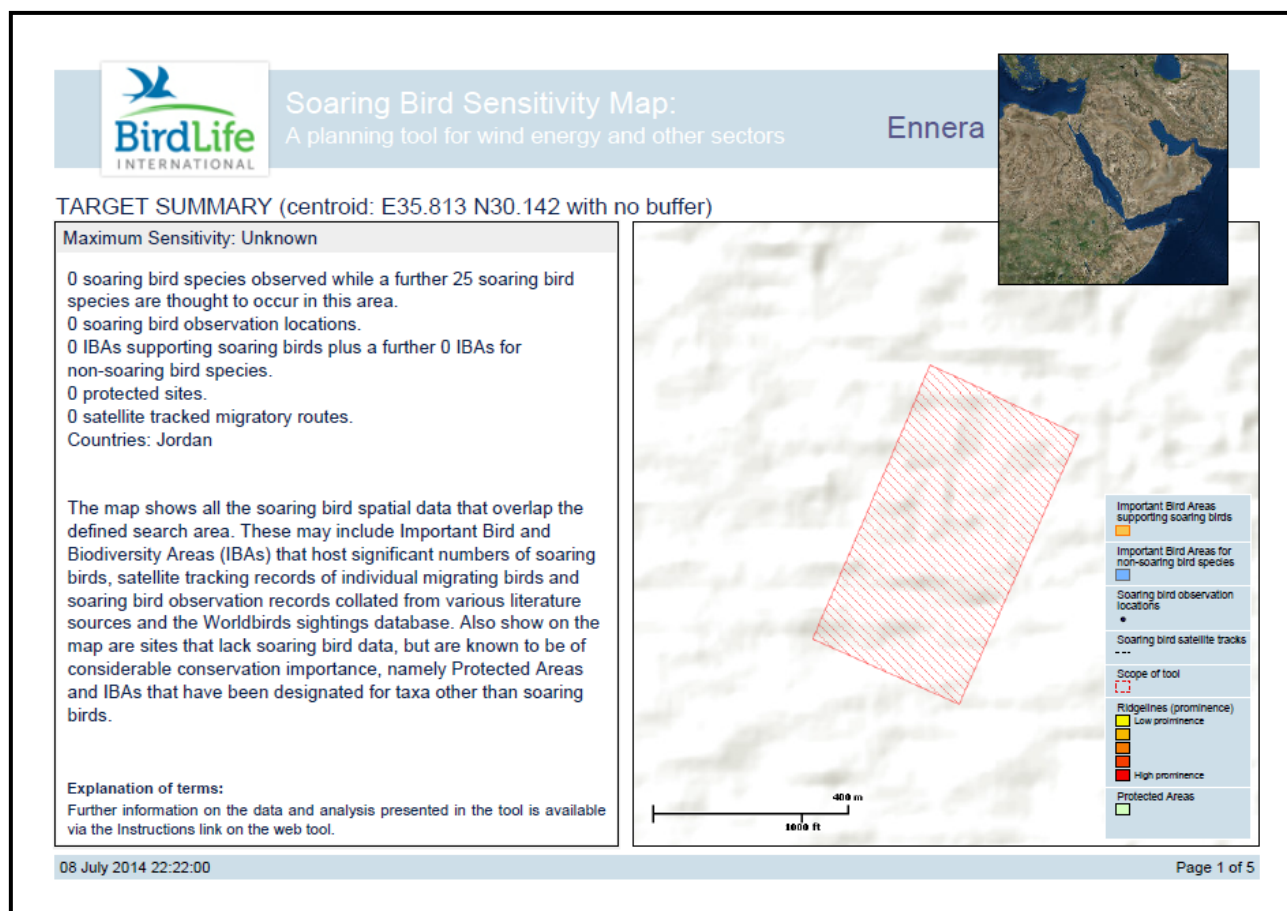 BirdLife
INTERNATIONAL
Soaring Bird Sensitivity Map:
A planning tool for wind energy and other sectors
Ennera
TARGET SUMMARY (centroid: E35.813 N30.142 with no buffer)
Maximum Sensitivity: Unknown
0 soaring bird species observed while a further 25 soaring bird
species are thought to occur in this area.
0 soaring bird observation locations.
0 IBAs supporting soaring birds plus a further 0 IBAs for
non-soaring bird species.
0 protected sites.
0 satellite tracked migratory routes.
Countries: Jordan
The map shows all the soaring bird spatial data that overlap the
defined search area. These may include Important Bird and
Biodiversity Areas (IBAs) that host significant numbers of soaring
birds, satellite tracking records of individual migrating birds and
soaring bird observation records collated from various literature
sources and the Worldbirds sightings database. Also show on the
map are sites that lack soaring bird data, but are known to be of
considerable conservation importance, namely Protected Areas
and IBAs that have been designated for taxa other than soaring
birds.
Explanation of terms:
Further information on the data and analysis presented in the tool is available
via the Instructions link on the web tool.
400 m
1000 ft
Important Bird Areas
supporting soaring birds
Important Bird Areas for
non-soaring bird species
Soaring bird observation
locations
Soaring bird satellite tracks
Scope of tool
Ridgelines (prominence)
Low prominence
High prominence
Protected Areas
08 July 2014 22:22:00
Page 1 of 5